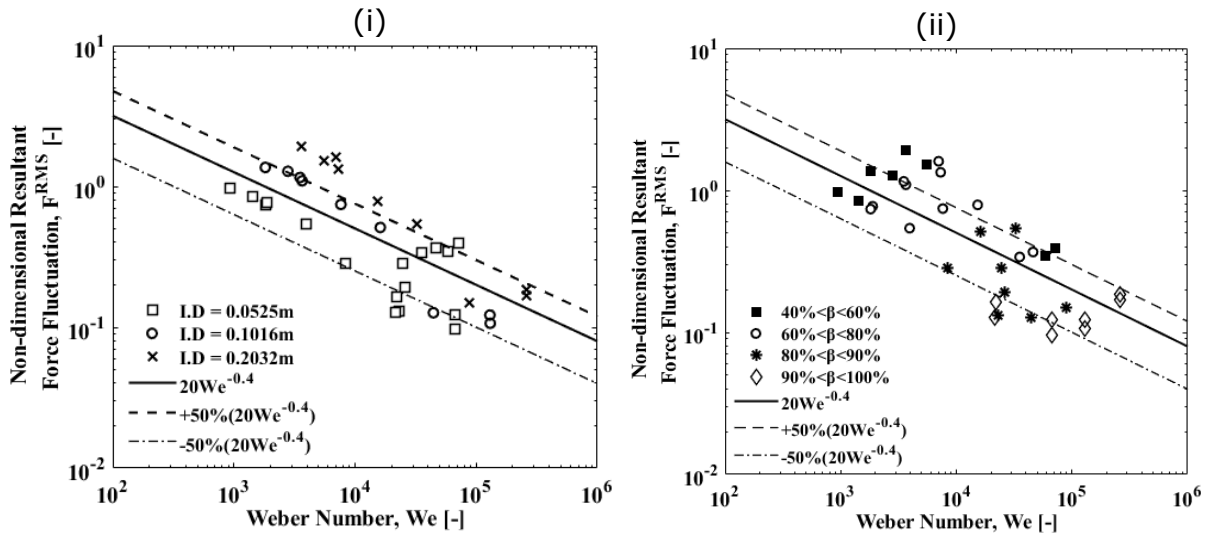 (i)
Non-dimensional Resultant
Force Fluctuation, F^RMS [-]
10^1
10^0
10^-1
10^-2
I.D = 0.0525m
I.D = 0.1016m
I.D = 0.2032m
20We^-0.4
+50%(20We^-0.4)
-50%(20We^-0.4)
10^2 10^3 10^4 10^5 10^6
Weber Number, We [-]
(ii)
Non-dimensional Resultant
Force Fluctuation, F^RMS [-]
10^1
10^0
10^-1
10^-2
40%<β<60%
60%<β<80%
80%<β<90%
90%<β<100%
20We^-0.4
+50%(20We^-0.4)
-50%(20We^-0.4)
10^2 10^3 10^4 10^5 10^6
Weber Number, We [-]